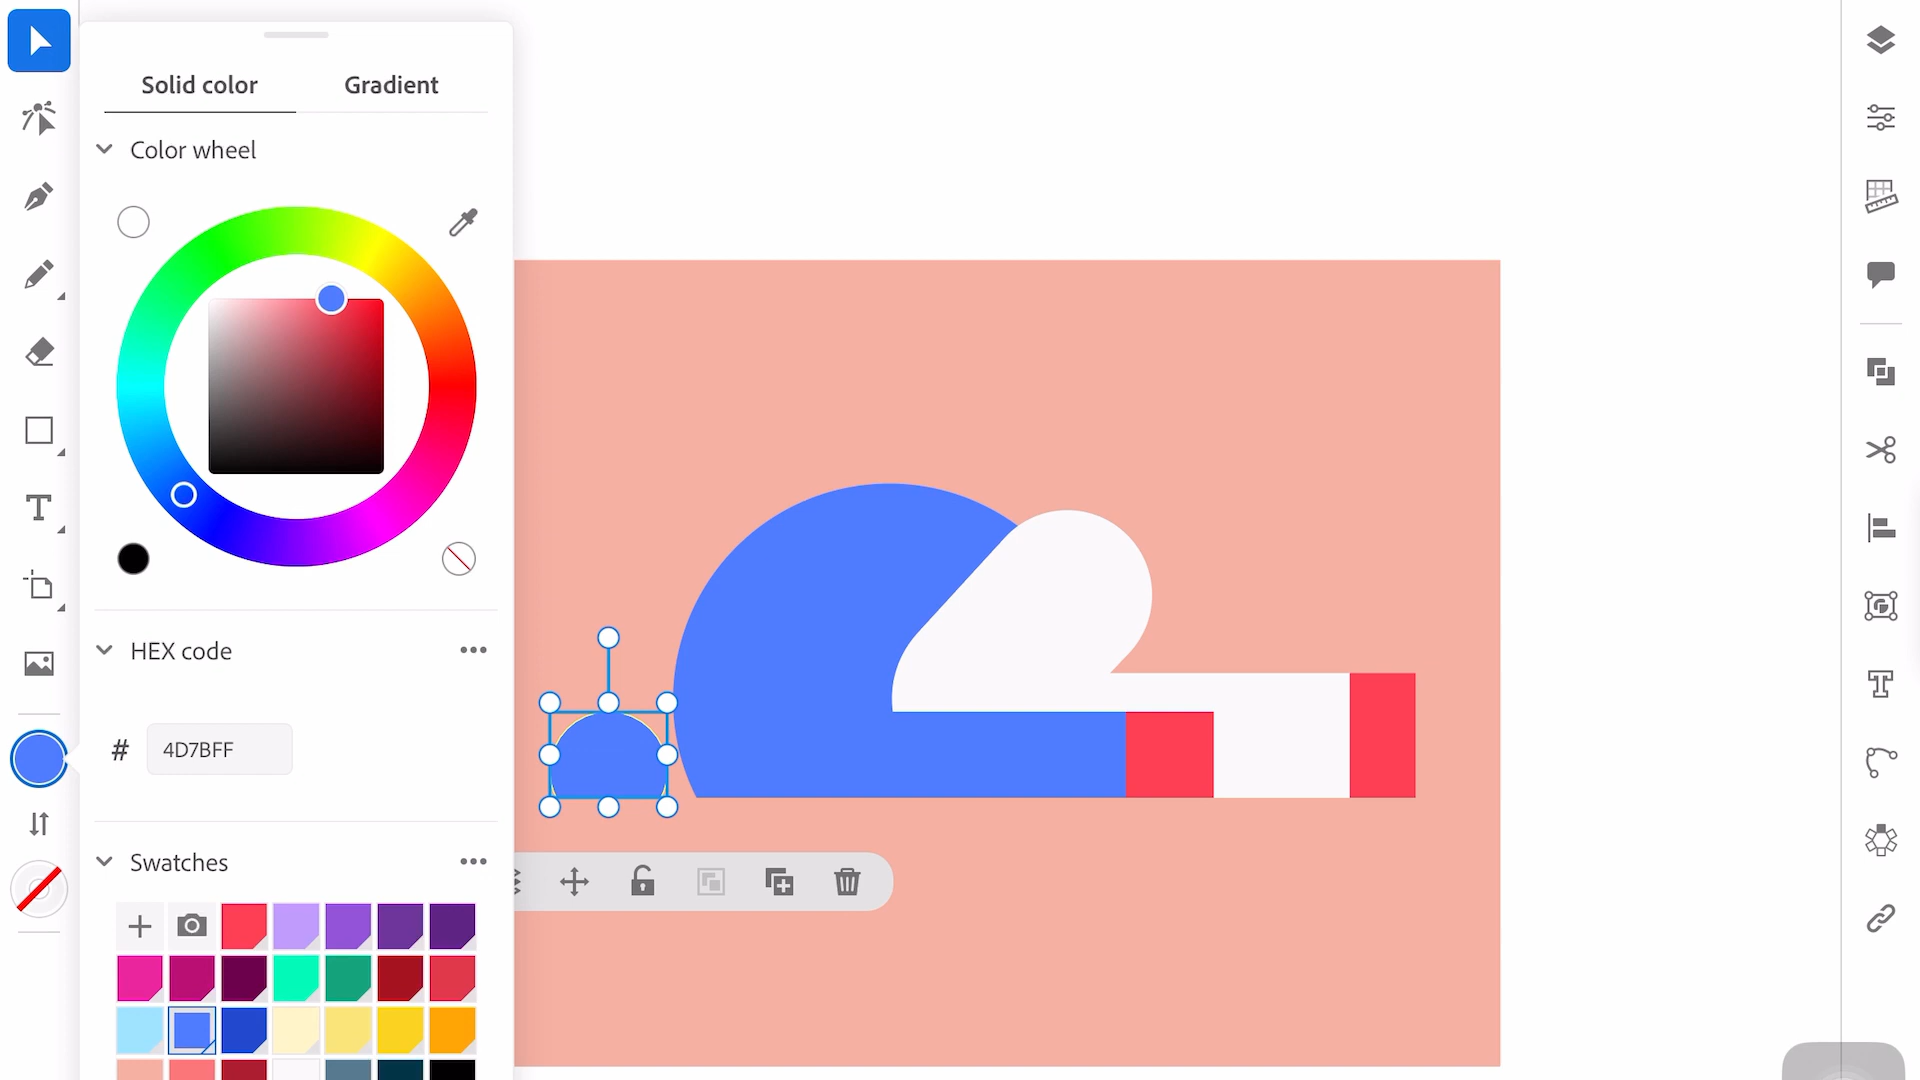 Solid color
Gradient
Color wheel
HEX code
# 4D7BFF
Swatches